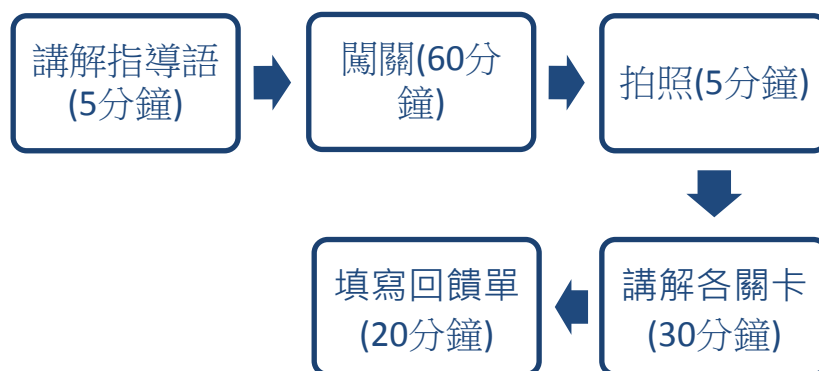 講解指導語
(5分鐘)
闖關(60分
鐘)
拍照(5分鐘)
講解各關卡
(30分鐘)
填寫回饋單
(20分鐘)